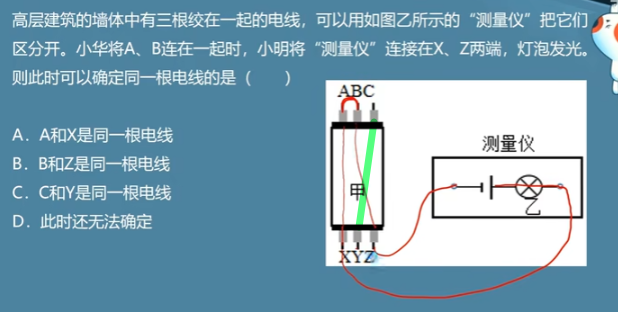 高层建筑的墙体中有三根绞在一起的电线，可以用如图乙所示的“测量仪”把它们
区分开。小华将A、B连在一起时，小明将“测量仪”连接在X、Z两端，灯泡发光。
则此时可以确定同一根电线的是（　　）
A．A和X是同一根电线
B．B和Z是同一根电线
C．C和Y是同一根电线
D．此时还无法确定
ABC
甲
XYZ
测量仪
乙